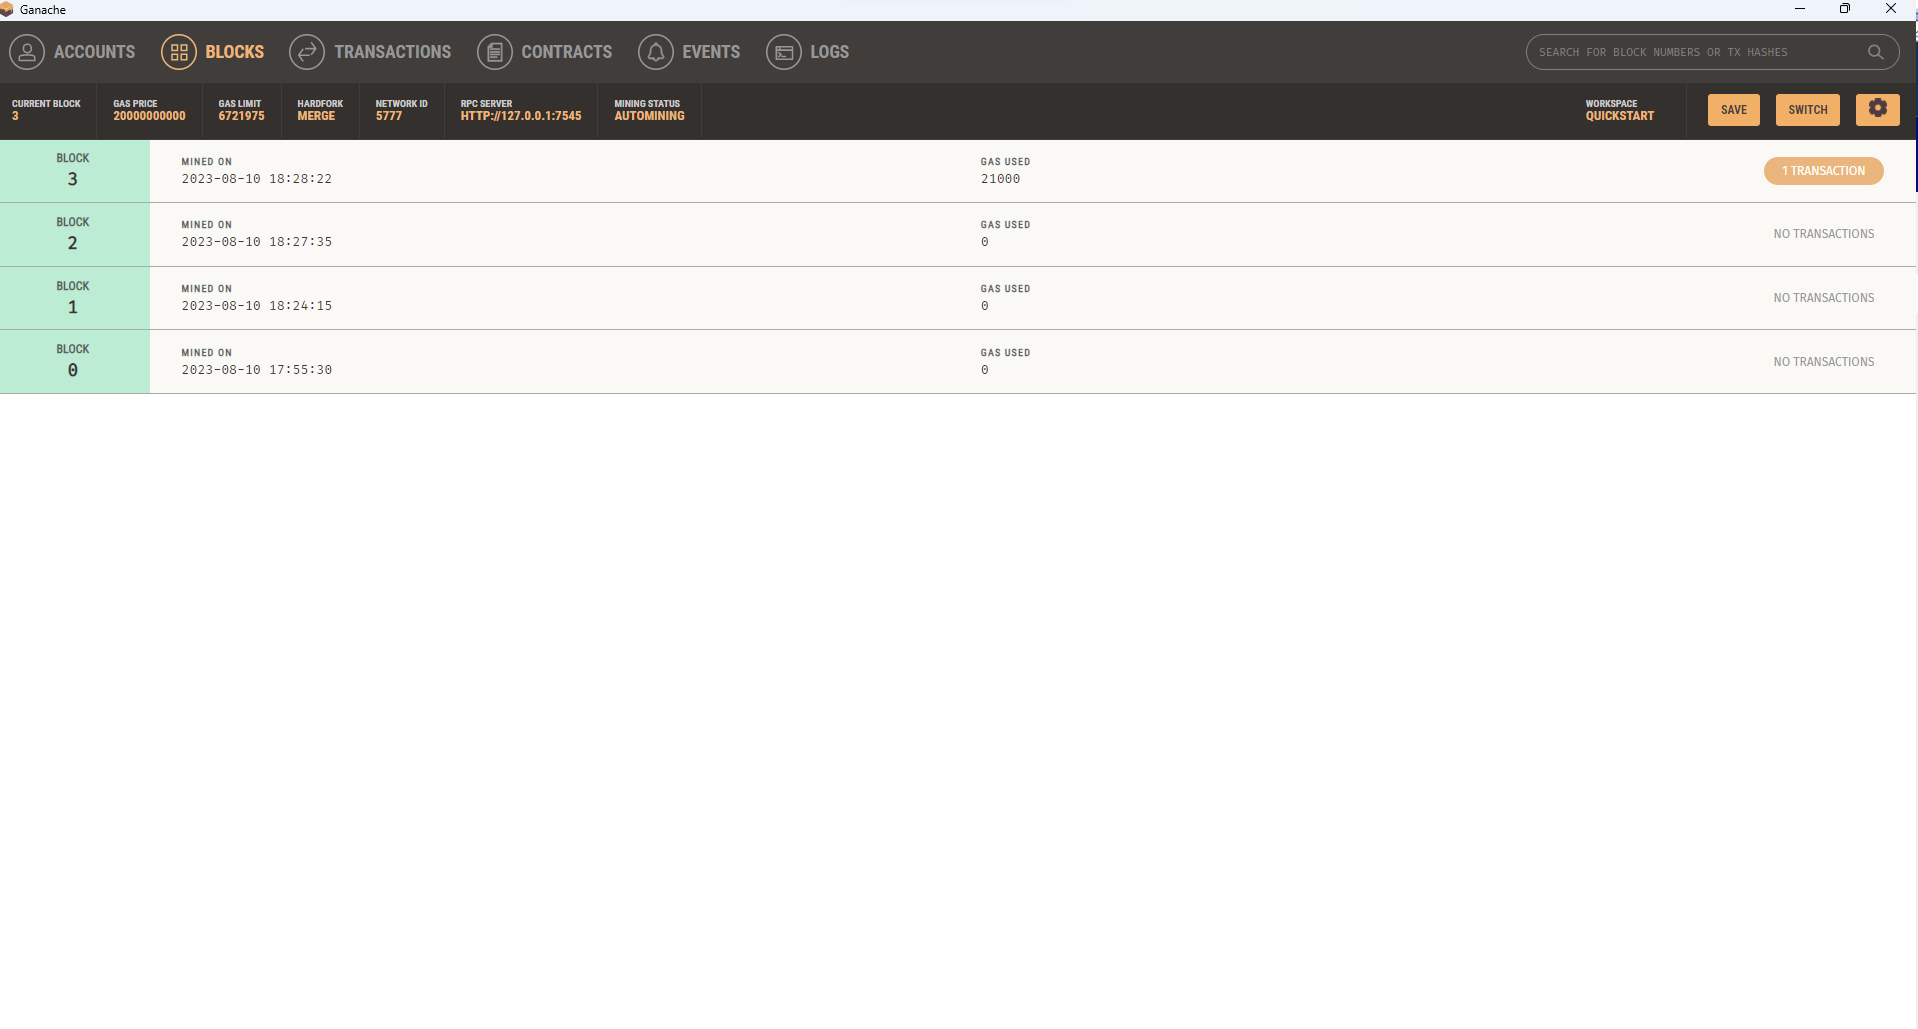 Ganache
ACCOUNTS BLOCKS TRANSACTIONS CONTRACTS EVENTS LOGS SEARCH FOR BLOCK NUMBERS OR TX HASHES
CURRENT BLOCK GAS PRICE GAS LIMIT HARDFORK NETWORK ID RPC SERVER MINING STATUS WORKSPACE
3 20000000000 6721975 MERGE 5777 HTTP://127.0.0.1:7545 AUTOMINING QUICKSTART SAVE SWITCH
BLOCK MINED ON GAS USED
3 2023-08-10 18:28:22 21000 1 TRANSACTION
BLOCK MINED ON GAS USED
2 2023-08-10 18:27:35 0 NO TRANSACTIONS
BLOCK MINED ON GAS USED
1 2023-08-10 18:24:15 0 NO TRANSACTIONS
BLOCK MINED ON GAS USED
0 2023-08-10 17:55:30 0 NO TRANSACTIONS